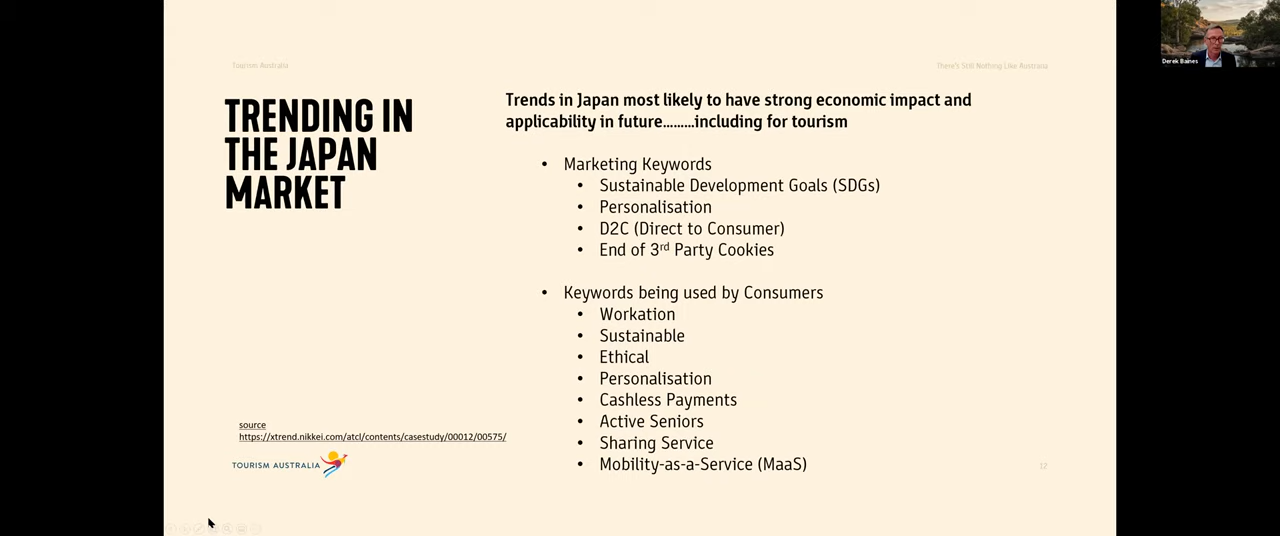 Tourism Australia
There's Still Nothing Like Australia
TRENDING IN
THE JAPAN
MARKET
Trends in Japan most likely to have strong economic impact and
applicability in future.........including for tourism
• Marketing Keywords
• Sustainable Development Goals (SDGs)
• Personalisation
• D2C (Direct to Consumer)
• End of 3rd Party Cookies
• Keywords being used by Consumers
• Workation
• Sustainable
• Ethical
• Personalisation
• Cashless Payments
• Active Seniors
• Sharing Service
• Mobility-as-a-Service (MaaS)
source
https://xtrend.nikkei.com/atcl/contents/casestudy/00012/00575/
TOURISM AUSTRALIA
12
Derek Baines